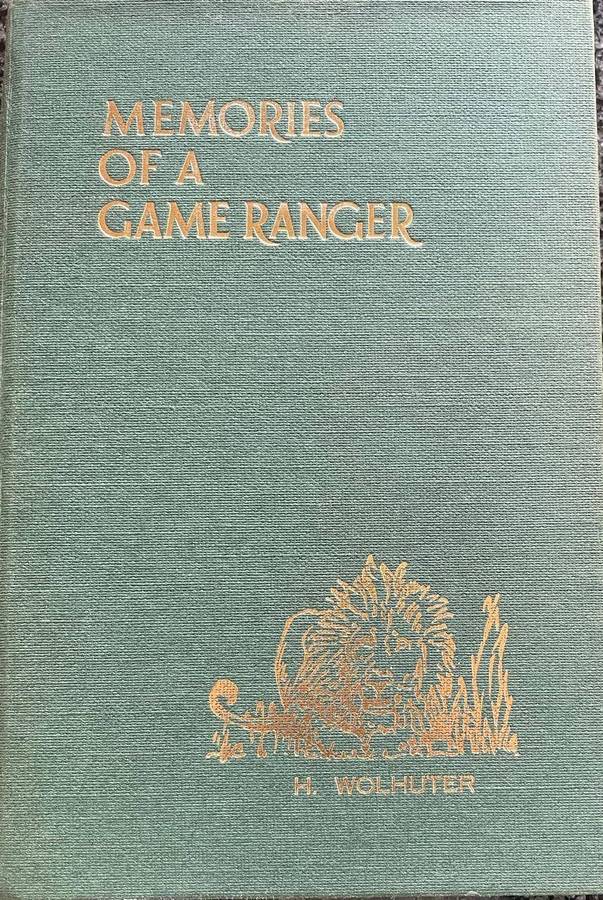 MEMORIES
OF A
GAME RANGER
H. WOLHUTER